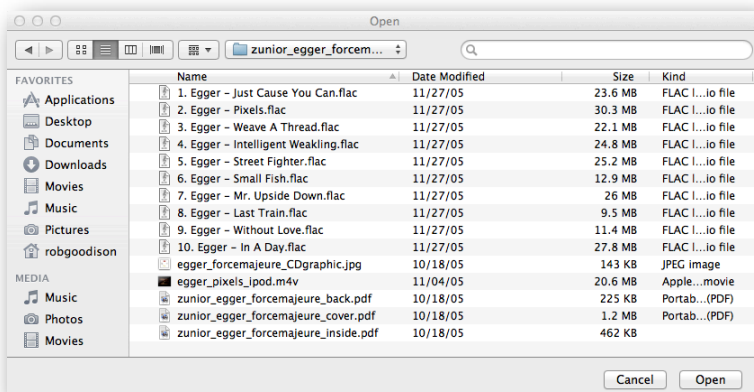 Open
zunior_egger_forcem...
FAVORITES
Applications
Desktop
Documents
Downloads
Movies
Music
Pictures
robgoodison
MEDIA
Music
Photos
Movies
Name Date Modified Size Kind
1. Egger – Just Cause You Can.flac 11/27/05 23.6 MB FLAC l...io file
2. Egger – Pixels.flac 11/27/05 30.3 MB FLAC l...io file
3. Egger – Weave A Thread.flac 11/27/05 22.1 MB FLAC l...io file
4. Egger – Intelligent Weakling.flac 11/27/05 24.8 MB FLAC l...io file
5. Egger – Street Fighter.flac 11/27/05 25.2 MB FLAC l...io file
6. Egger – Small Fish.flac 11/27/05 12.9 MB FLAC l...io file
7. Egger – Mr. Upside Down.flac 11/27/05 26 MB FLAC l...io file
8. Egger – Last Train.flac 11/27/05 9.5 MB FLAC l...io file
9. Egger – Without Love.flac 11/27/05 11.4 MB FLAC l...io file
10. Egger – In A Day.flac 11/27/05 27.8 MB FLAC l...io file
egger_forcemajeure_CDgraphic.jpg 10/18/05 143 KB JPEG image
egger_pixels_ipod.m4v 11/04/05 20.6 MB Apple...movie
zunior_egger_forcemajeure_back.pdf 10/18/05 225 KB Portab...(PDF)
zunior_egger_forcemajeure_cover.pdf 10/18/05 1.2 MB Portab...(PDF)
zunior_egger_forcemajeure_inside.pdf 10/18/05 462 KB
Cancel Open